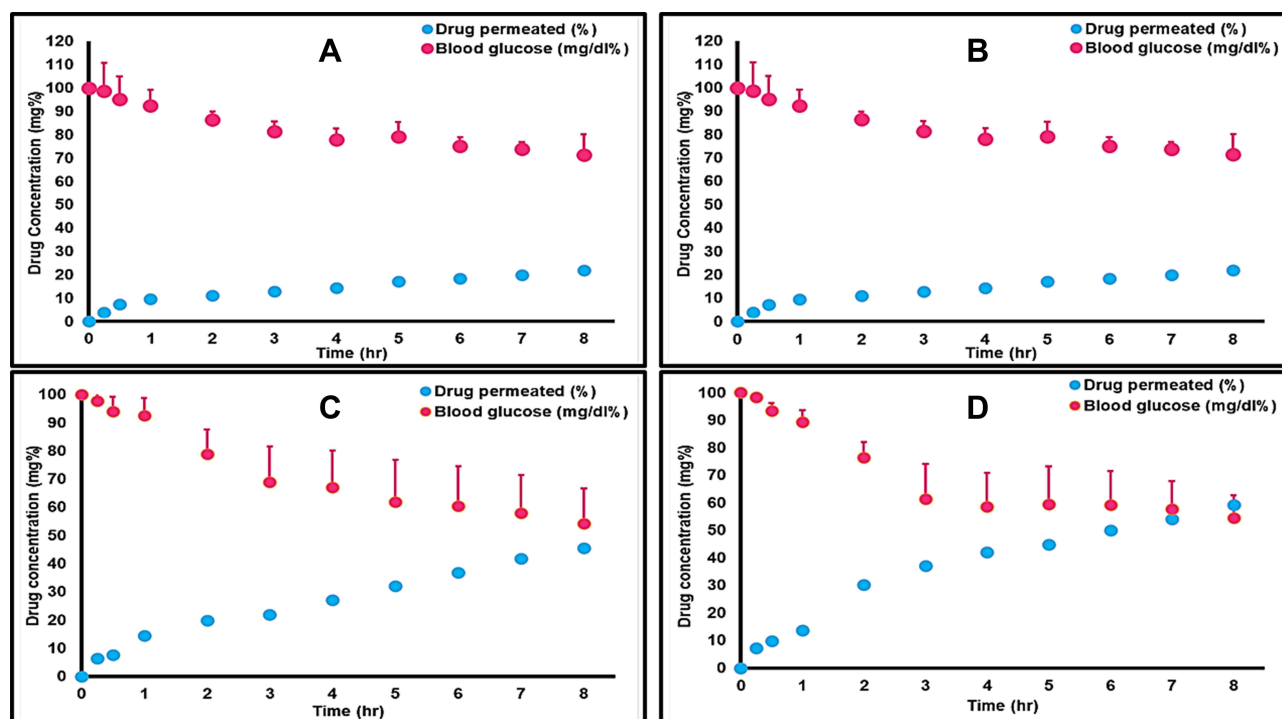 A
Drug permeated (%)
Blood glucose (mg/dl%)
Drug Concentration (mg%)
120
110
100
90
80
70
60
50
40
30
20
10
0
0 1 2 3 4 5 6 7 8
Time (hr)
B
Drug permeated (%)
Blood glucose (mg/dl%)
Drug Concentration (mg%)
120
110
100
90
80
70
60
50
40
30
20
10
0
0 1 2 3 4 5 6 7 8
Time (hr)
C
Drug permeated (%)
Blood glucose (mg/dl%)
Drug concentration (mg%)
100
90
80
70
60
50
40
30
20
10
0
0 1 2 3 4 5 6 7 8
Time (hr)
D
Drug permeated (%)
Blood glucose (mg/dl%)
Drug concentration (mg%)
100
90
80
70
60
50
40
30
20
10
0
0 1 2 3 4 5 6 7 8
Time (hr)